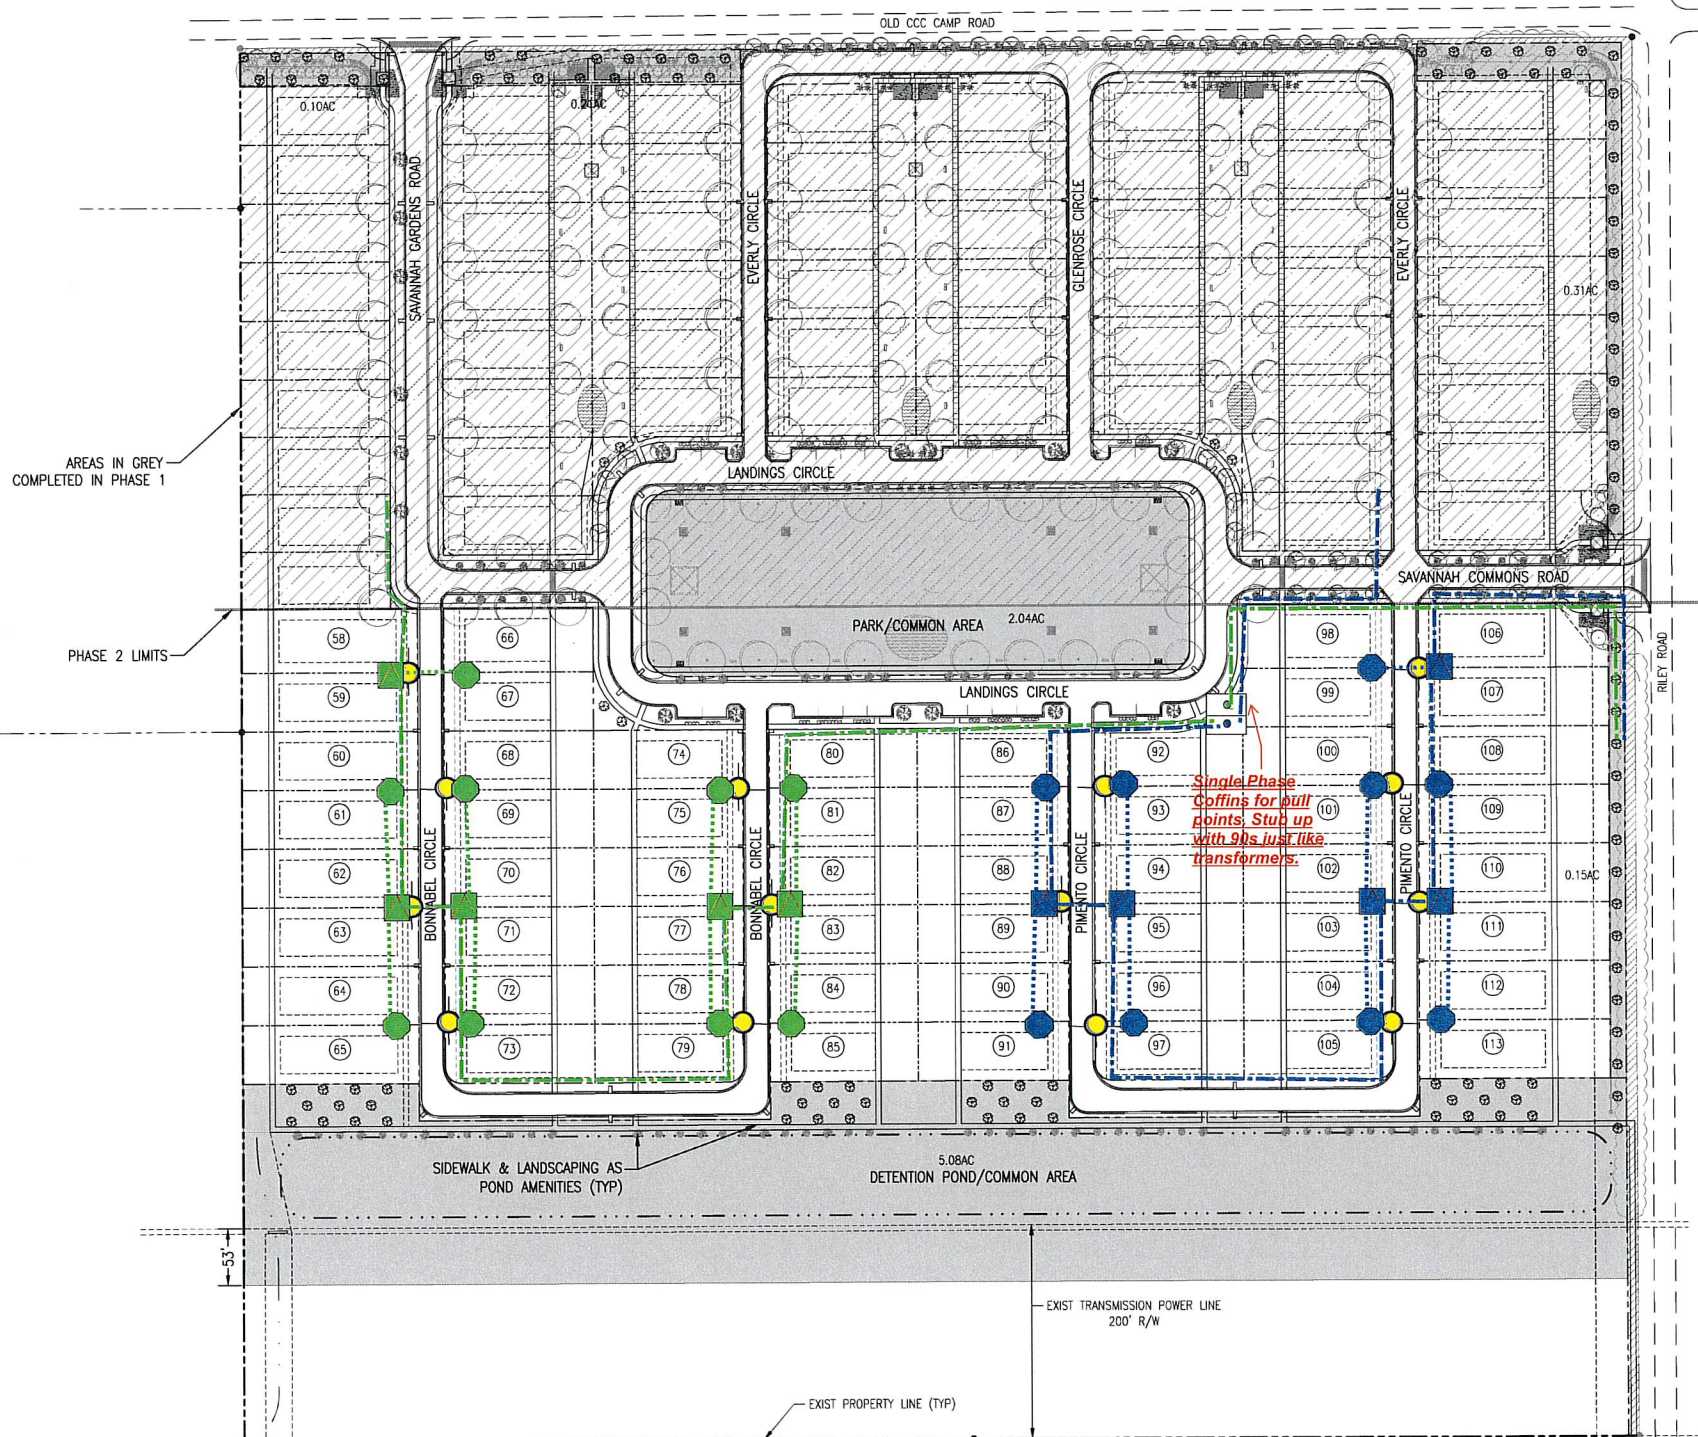 OLD CCC CAMP ROAD
0.10AC
0.24AC
SAVANNAH GARDENS ROAD
EVERLY CIRCLE
GLENROSE CIRCLE
EVERLY CIRCLE
0.31AC
AREAS IN GREY
COMPLETED IN PHASE 1
LANDINGS CIRCLE
SAVANNAH COMMONS ROAD
PARK/COMMON AREA
2.04AC
PHASE 2 LIMITS
LANDINGS CIRCLE
RILEY ROAD
58
59
60
61
62
63
64
65
66
67
68
69
70
71
72
73
74
75
76
77
78
79
80
81
82
83
84
85
86
87
88
89
90
91
92
93
94
95
96
97
98
99
100
101
102
103
104
105
106
107
108
109
110
111
112
113
Single Phase
Coffins for pull
points. Stub up
with 90s just like
transformers.
BONNABEL CIRCLE
BONNABEL CIRCLE
PIMENTO CIRCLE
PIMENTO CIRCLE
0.15AC
SIDEWALK & LANDSCAPING AS
POND AMENITIES (TYP)
5.08AC
DETENTION POND/COMMON AREA
53'
EXIST TRANSMISSION POWER LINE
200' R/W
EXIST PROPERTY LINE (TYP)